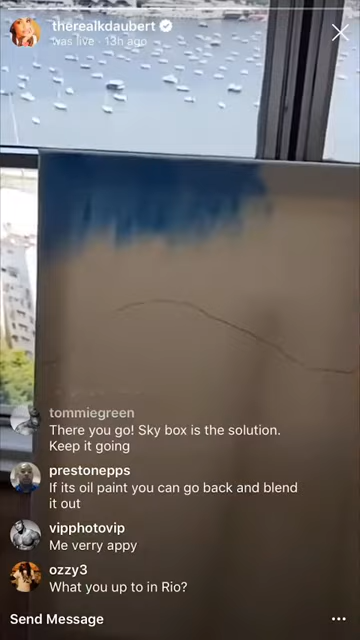 therealkdaubert
was live · 13h ago
tommiegreen
There you go! Sky box is the solution.
Keep it going
prestonepps
If its oil paint you can go back and blend
it out
vipphotovip
Me verry appy
ozzy3
What you up to in Rio?
Send Message